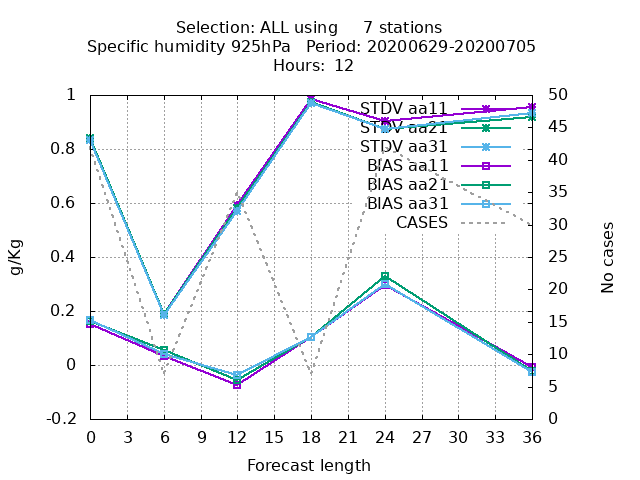 Selection: ALL using     7 stations
Specific humidity 925hPa   Period: 20200629-20200705
Hours:  12
1
0.8
0.6
0.4
0.2
0
-0.2
g/Kg
50
45
40
35
30
25
20
15
10
5
0
No cases
STDV aa11
STDV aa21
STDV aa31
BIAS aa11
BIAS aa21
BIAS aa31
CASES
0 3 6 9 12 15 18 21 24 27 30 33 36
Forecast length